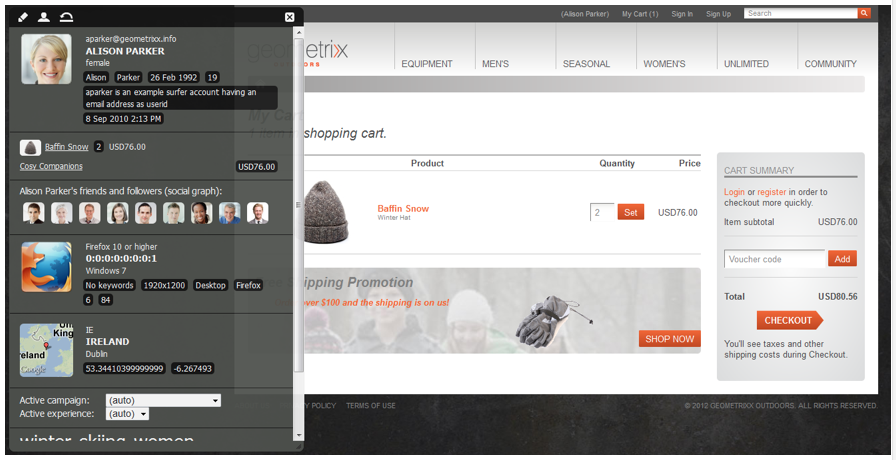 aparker@geometrixx.info
ALISON PARKER
female
Alison Parker 26 Feb 1992 19
aparker is an example surfer account having an
email address as userid
8 Sep 2010 2:13 PM
Baffin Snow 2 USD76.00
Cosy Companions USD76.00
Alison Parker's friends and followers (social graph):
Firefox 10 or higher
0:0:0:0:0:0:0:1
Windows 7
No keywords 1920x1200 Desktop Firefox
6 84
IE
IRELAND
Dublin
53.34410399999999 -6.267493
Active campaign: (auto)
Active experience: (auto)
winter skiing women
(Alison Parker) My Cart (1) Sign In Sign Up Search
geometrixx
EQUIPMENT MEN'S SEASONAL WOMEN'S UNLIMITED COMMUNITY
My Cart
shopping cart.
Product Quantity Price
Baffin Snow
Winter Hat
2 Set USD76.00
Shipping Promotion
over $100 and the shipping is on us!
SHOP NOW
CART SUMMARY
Login or register in order to
checkout more quickly.
Item subtotal USD76.00
Voucher code Add
Total USD80.56
CHECKOUT
You'll see taxes and other
shipping costs during Checkout.
POLICY TERMS OF USE
© 2012 GEOMETRIXX OUTDOORS. ALL RIGHTS RESERVED.